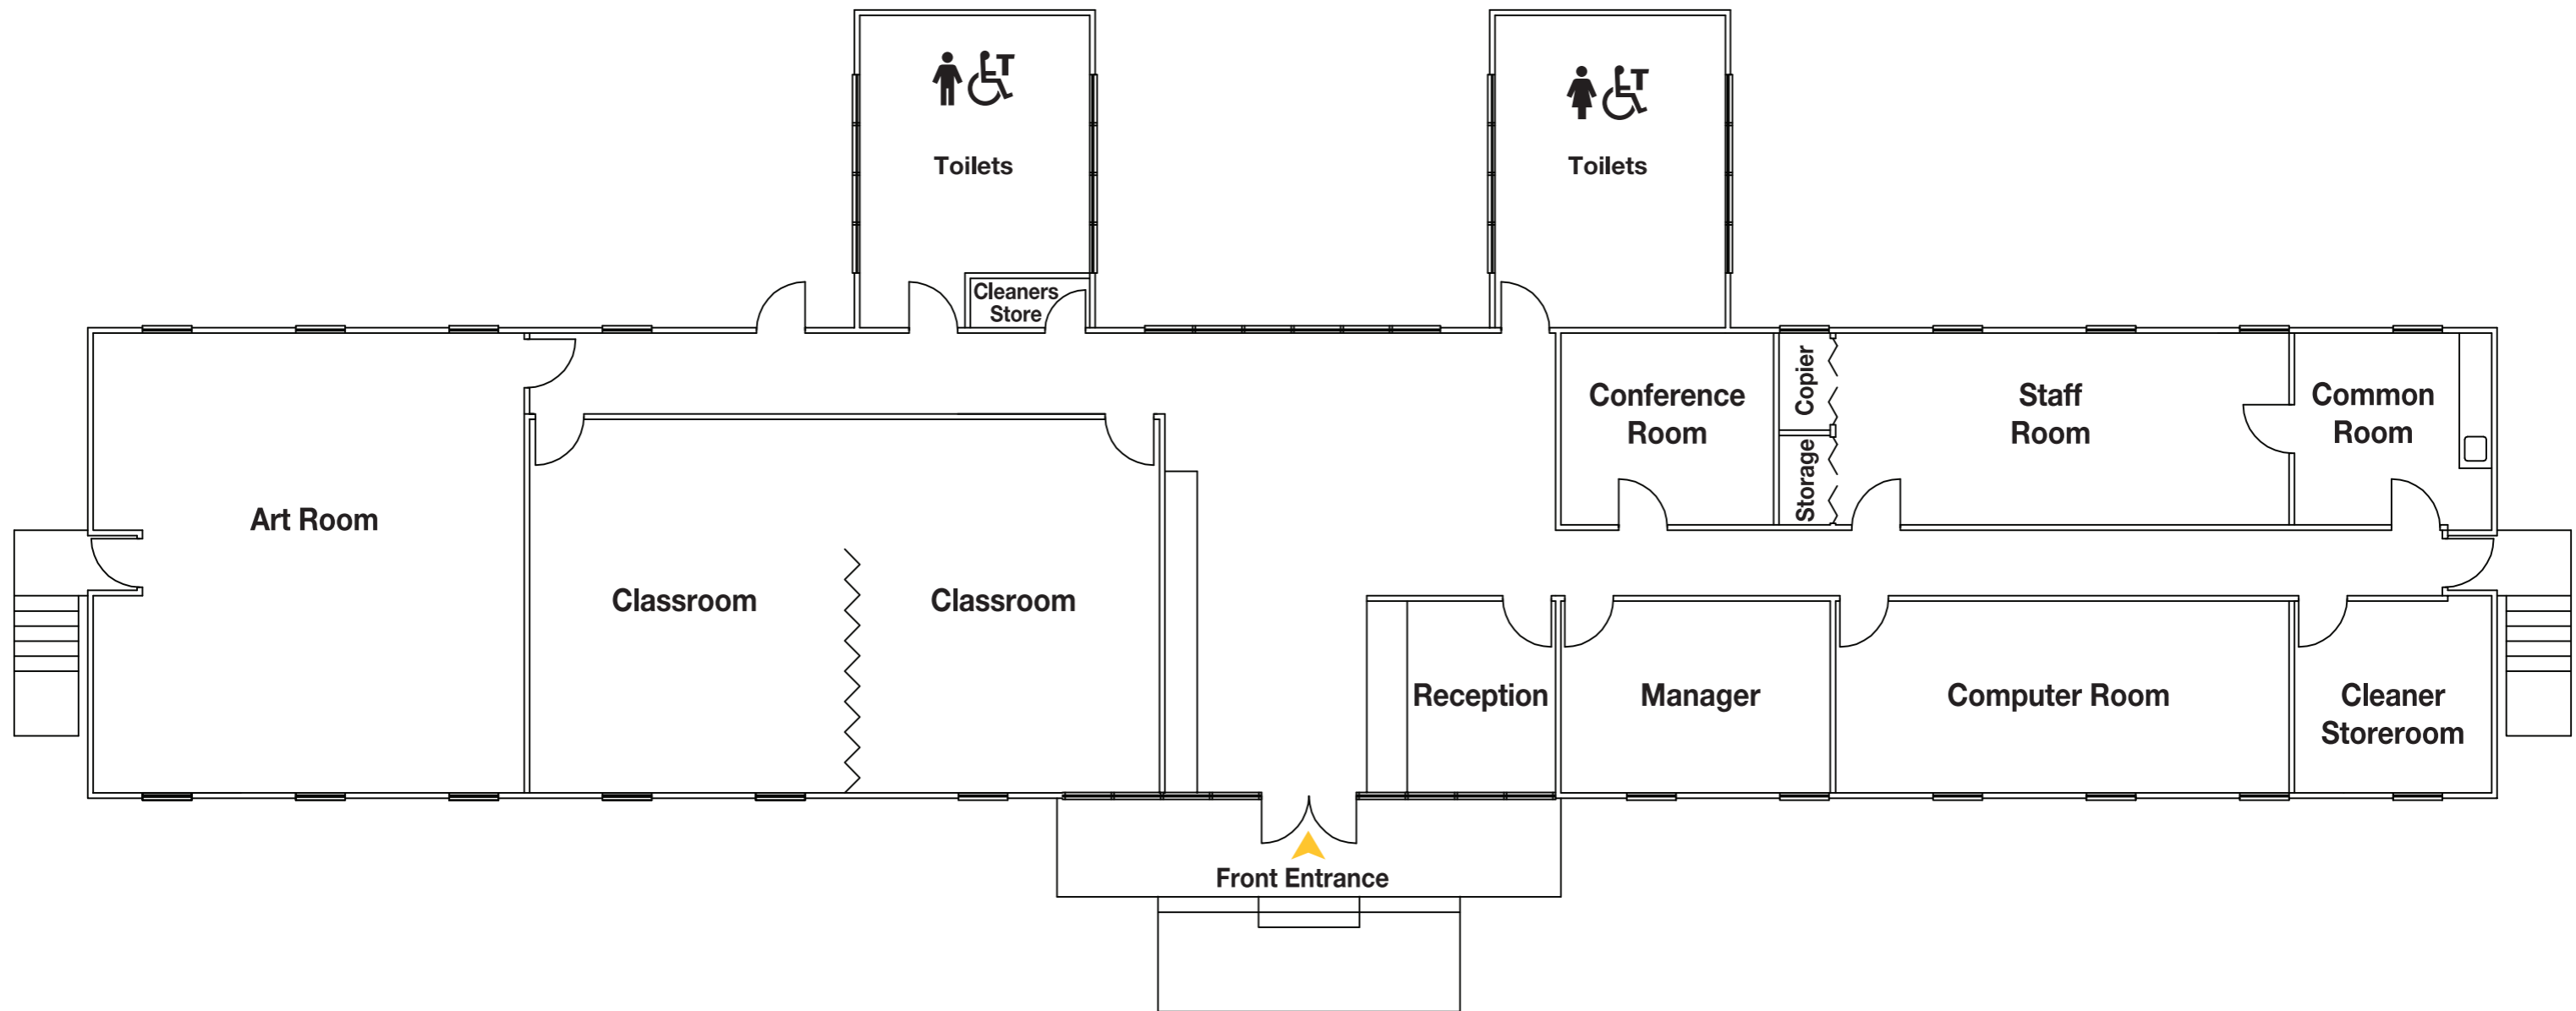 T
T
Toilets
Toilets
Cleaners
Store
Conference
Room
Copier
Storage
Staff
Room
Common
Room
Art Room
Classroom
Classroom
Reception
Manager
Computer Room
Cleaner
Storeroom
Front Entrance